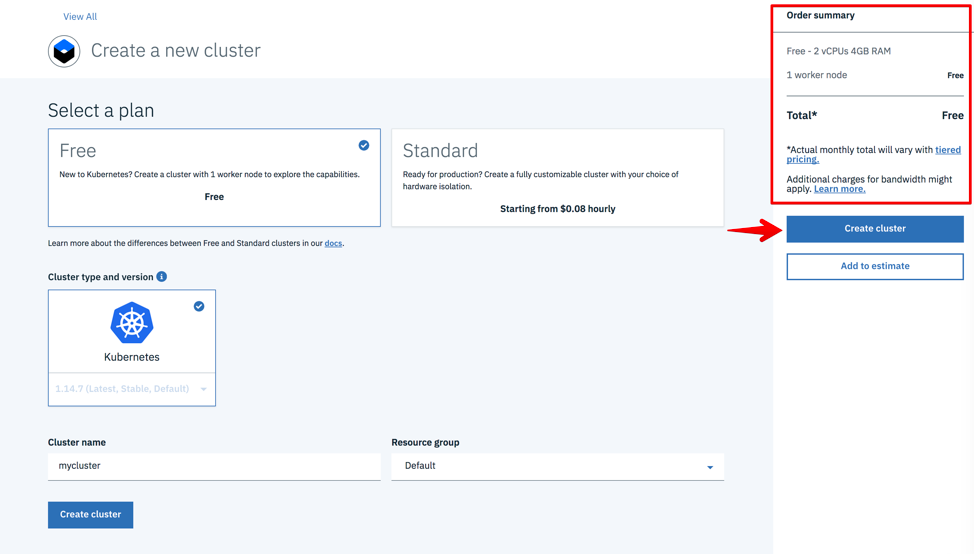 View All
Create a new cluster
Select a plan
Free
New to Kubernetes? Create a cluster with 1 worker node to explore the capabilities.
Free
Standard
Ready for production? Create a fully customizable cluster with your choice of
hardware isolation.
Starting from $0.08 hourly
Learn more about the differences between Free and Standard clusters in our docs.
Cluster type and version
Kubernetes
1.14.7 (Latest, Stable, Default)
Cluster name
mycluster
Resource group
Default
Create cluster
Order summary
Free - 2 vCPUs 4GB RAM
1 worker node Free
Total* Free
*Actual monthly total will vary with tiered
pricing.
Additional charges for bandwidth might
apply. Learn more.
Create cluster
Add to estimate